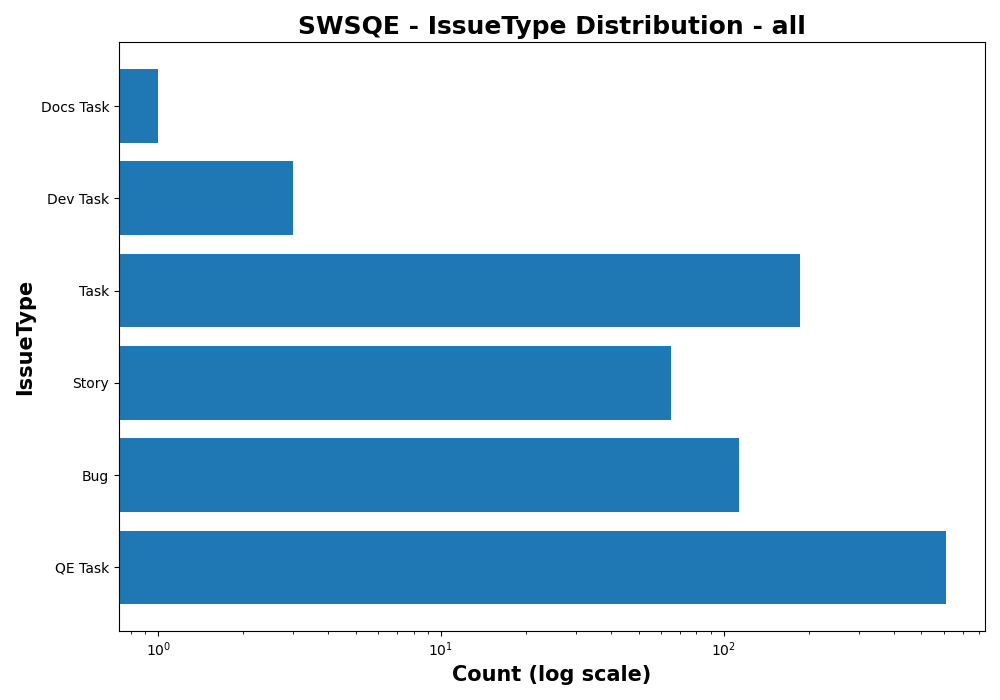 SWSQE - IssueType Distribution - all
Docs Task
Dev Task
Task
Story
Bug
QE Task
IssueType
10⁰
10¹
10²
Count (log scale)